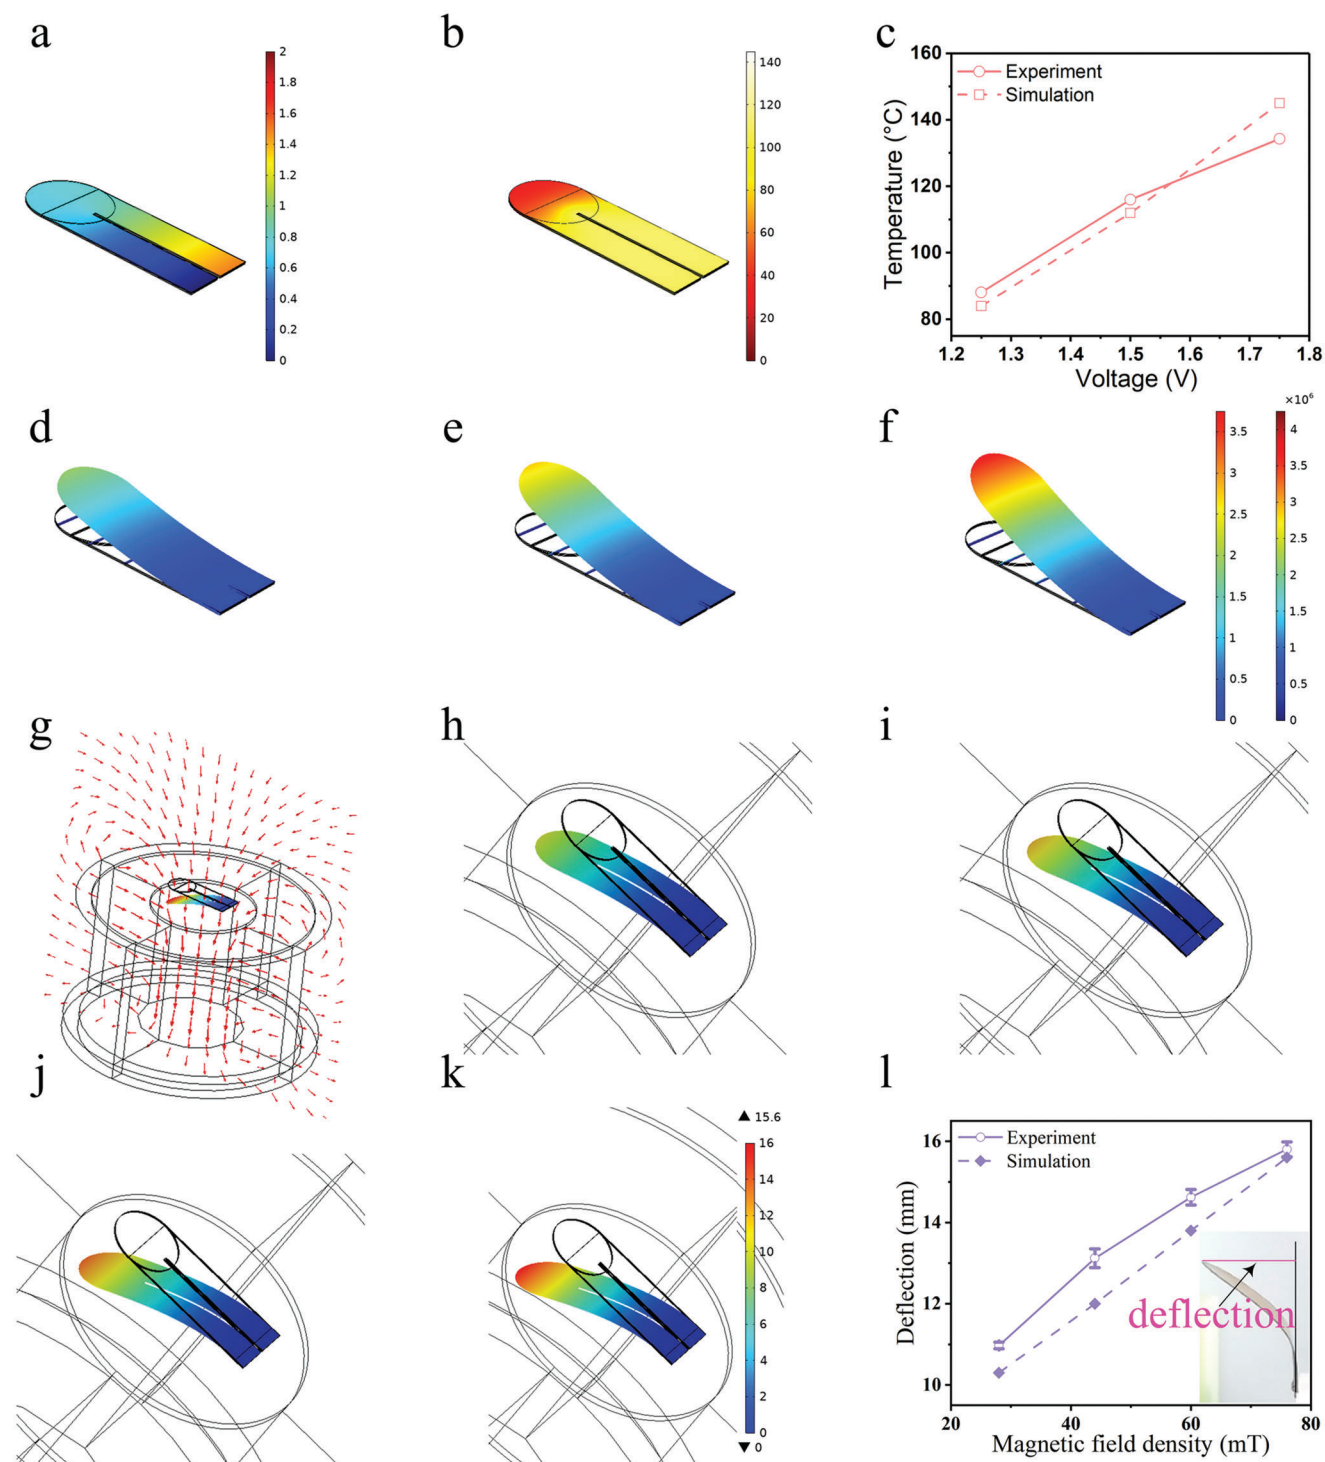 a
2
1.8
1.6
1.4
1.2
1
0.8
0.6
0.4
0.2
0
b
140
120
100
80
60
40
20
0
c
160
140
120
100
80
Temperature (°C)
Experiment
Simulation
1.2 1.3 1.4 1.5 1.6 1.7 1.8
Voltage (V)
d
e
f
×10⁶
3.5
3
2.5
2
1.5
1
0.5
0
4
3.5
3
2.5
2
1.5
1
0.5
0
g
h
i
j
k
▲ 15.6
16
14
12
10
8
6
4
2
0
▼ 0
l
16
14
12
10
Deflection (mm)
Experiment
Simulation
deflection
20 40 60 80
Magnetic field density (mT)